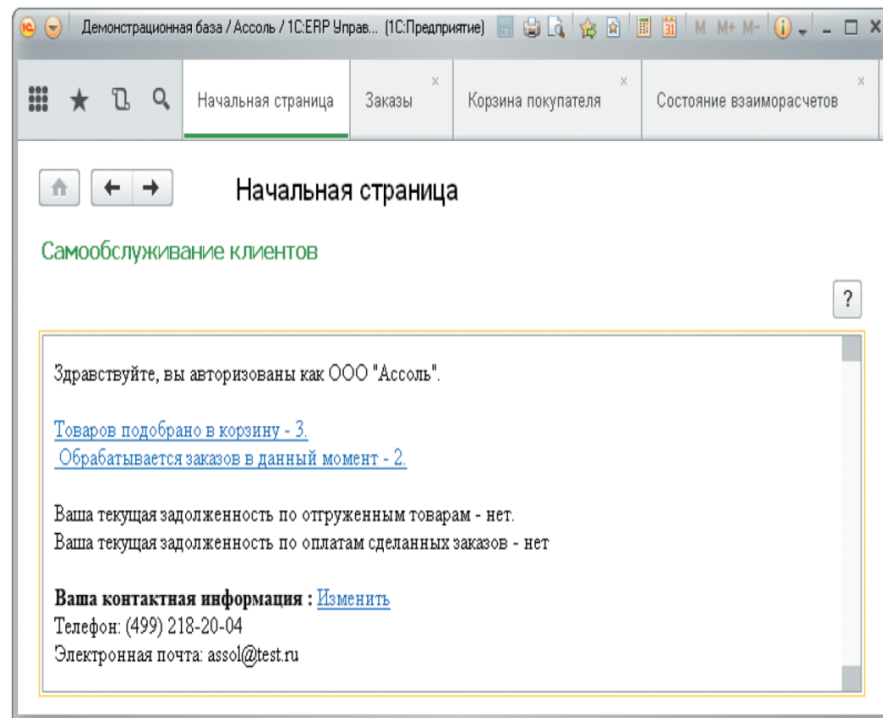 Демонстрационная база / Ассоль / 1С:ERP Управ... (1С:Предприятие) M M+ M-
Начальная страница Заказы Корзина покупателя Состояние взаиморасчетов
Начальная страница
Самообслуживание клиентов
?
Здравствуйте, вы авторизованы как ООО "Ассоль".
Товаров подобрано в корзину - 3.
Обрабатывается заказов в данный момент - 2.
Ваша текущая задолженность по отгруженным товарам - нет.
Ваша текущая задолженность по оплатам сделанных заказов - нет
Ваша контактная информация : Изменить
Телефон: (499) 218-20-04
Электронная почта: assol@test.ru